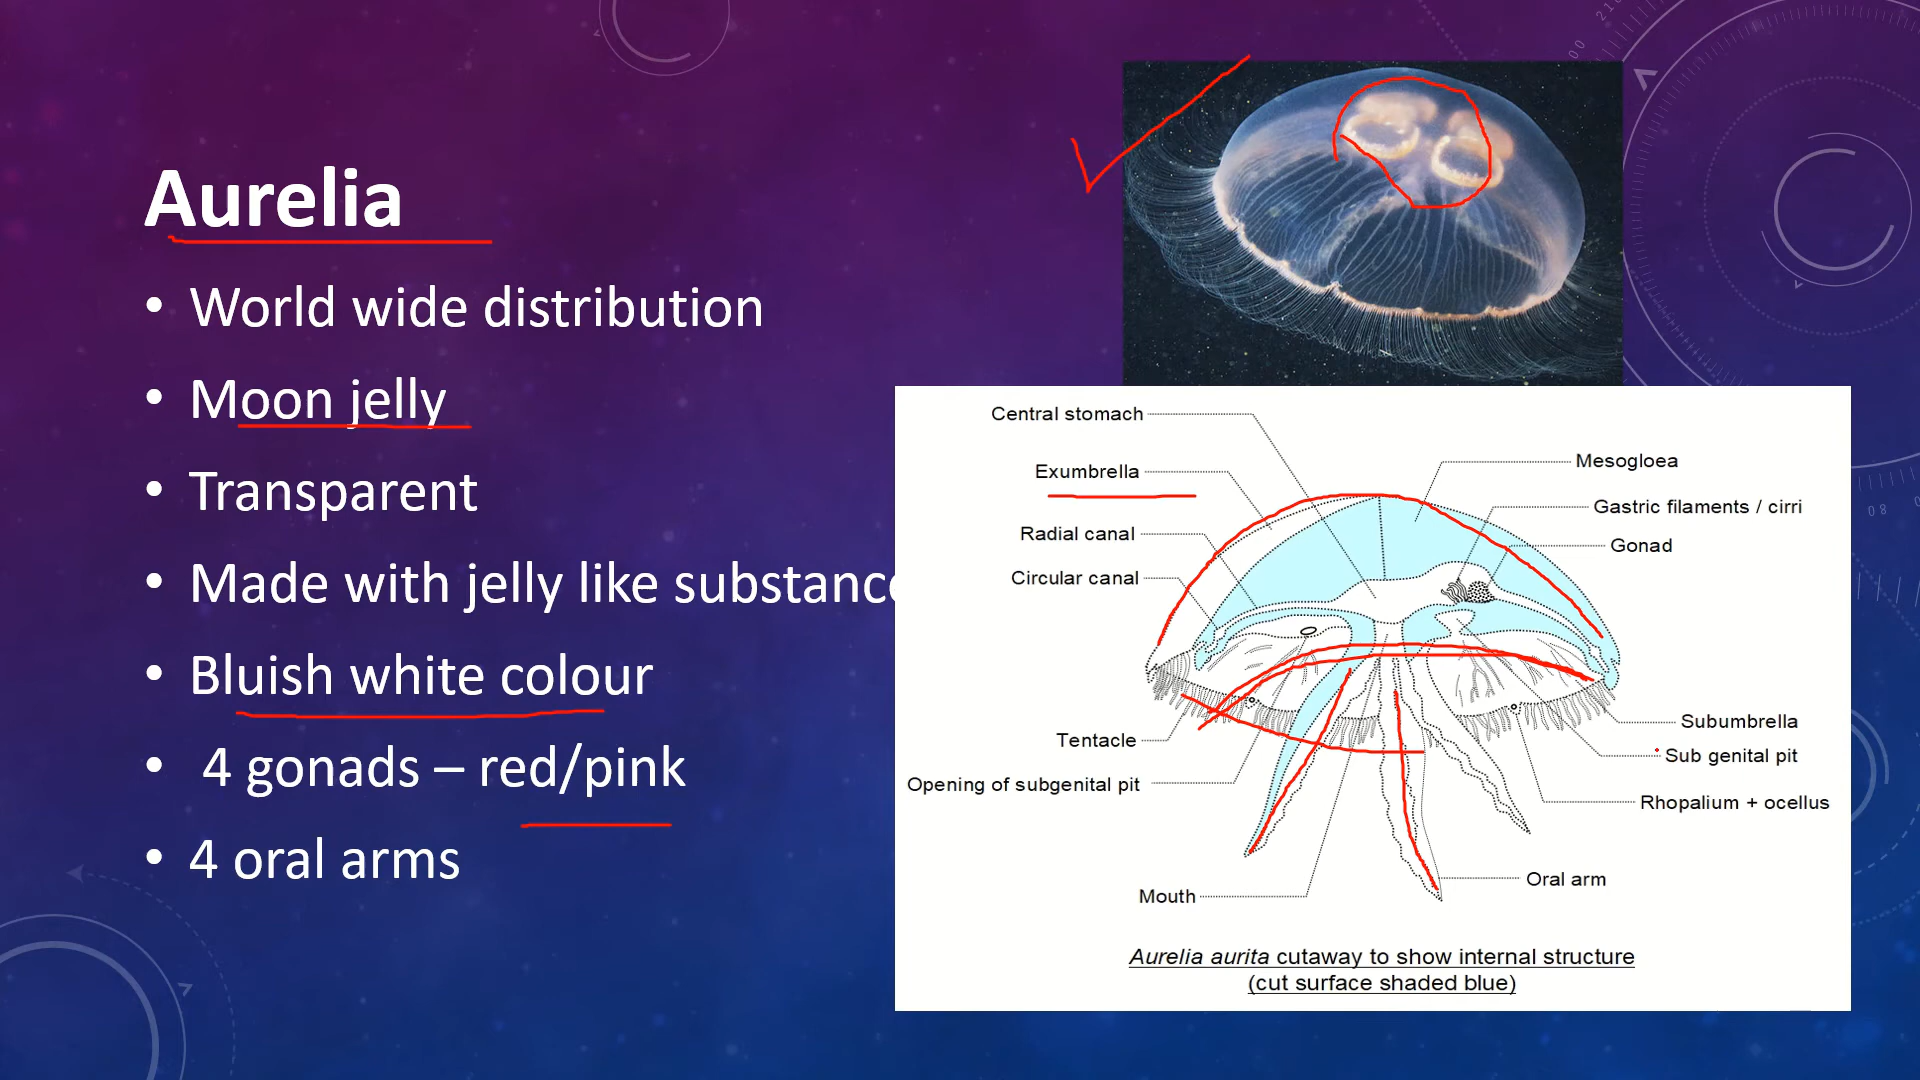 Aurelia
• World wide distribution
• Moon jelly
• Transparent
• Made with jelly like substance
• Bluish white colour
• 4 gonads – red/pink
• 4 oral arms
Central stomach
Exumbrella
Radial canal
Circular canal
Tentacle
Opening of subgenital pit
Mouth
Mesogloea
Gastric filaments / cirri
Gonad
Subumbrella
Sub genital pit
Rhopalium + ocellus
Oral arm
Aurelia aurita cutaway to show internal structure
(cut surface shaded blue)
80